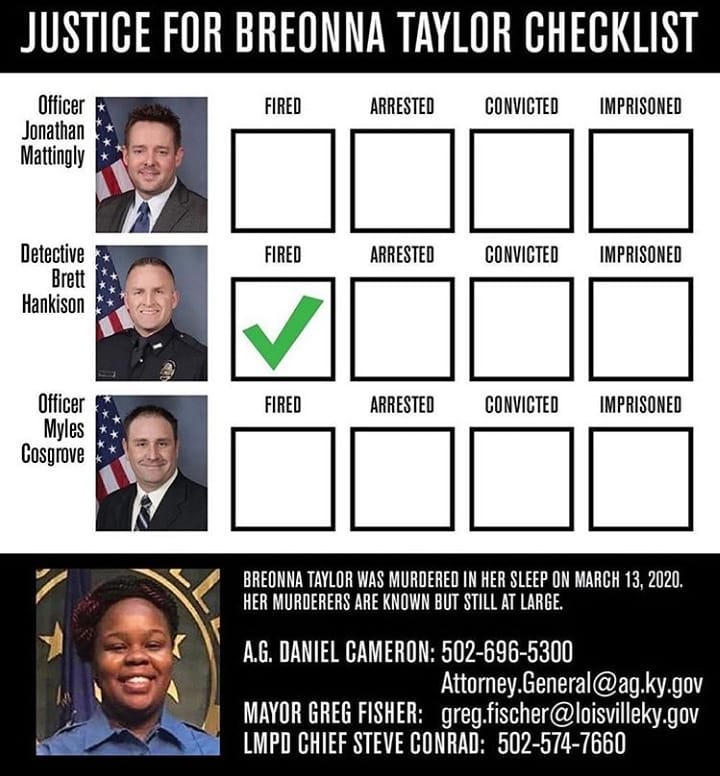 JUSTICE FOR BREONNA TAYLOR CHECKLIST
Officer
Jonathan
Mattingly
FIRED ARRESTED CONVICTED IMPRISONED
Detective
Brett
Hankison
FIRED ARRESTED CONVICTED IMPRISONED
Officer
Myles
Cosgrove
FIRED ARRESTED CONVICTED IMPRISONED
BREONNA TAYLOR WAS MURDERED IN HER SLEEP ON MARCH 13, 2020.
HER MURDERERS ARE KNOWN BUT STILL AT LARGE.
A.G. DANIEL CAMERON: 502-696-5300
Attorney.General@ag.ky.gov
MAYOR GREG FISHER: greg.fischer@loisvilleky.gov
LMPD CHIEF STEVE CONRAD: 502-574-7660